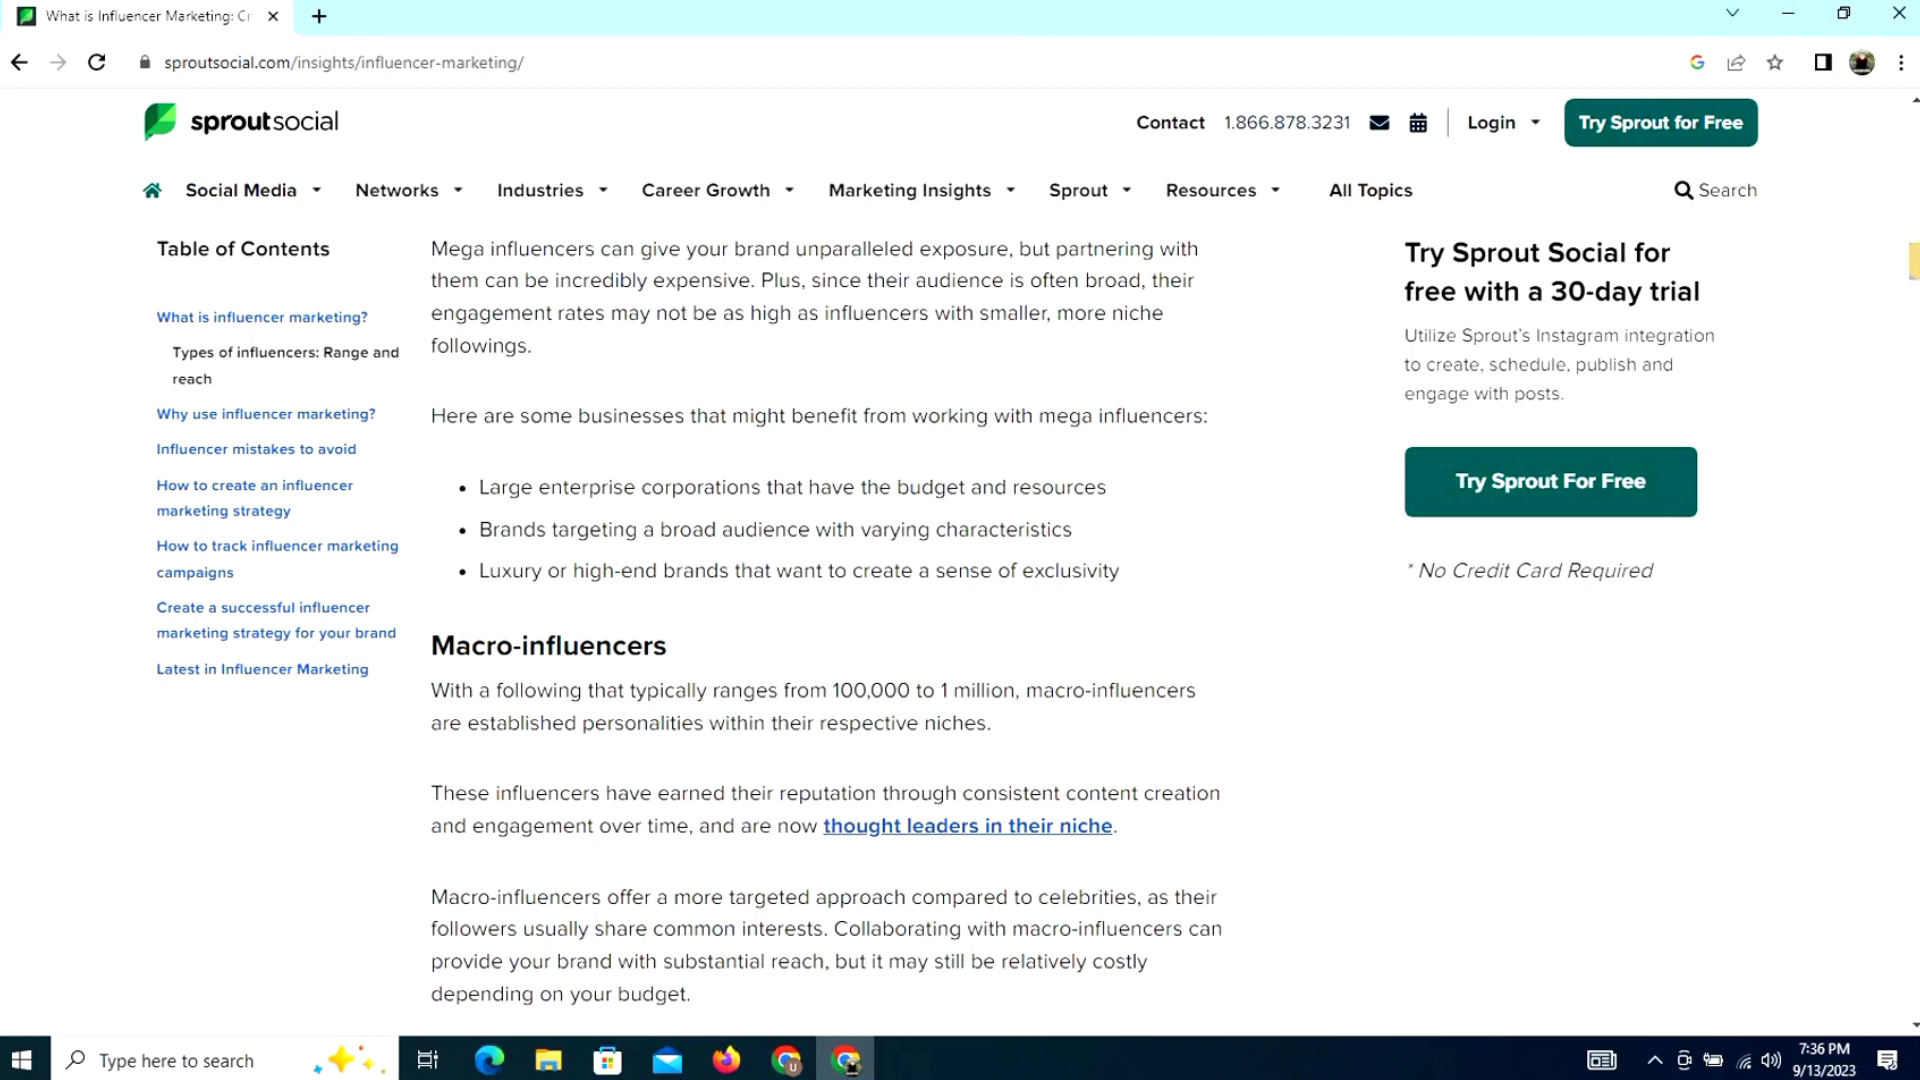 What is Influencer Marketing: Cr
sproutsocial.com/insights/influencer-marketing/
sproutsocial
Contact 1.866.878.3231 Login Try Sprout for Free
Social Media Networks Industries Career Growth Marketing Insights Sprout Resources All Topics Search
Table of Contents
What is influencer marketing?
Types of influencers: Range and
reach
Why use influencer marketing?
Influencer mistakes to avoid
How to create an influencer
marketing strategy
How to track influencer marketing
campaigns
Create a successful influencer
marketing strategy for your brand
Latest in Influencer Marketing
Mega influencers can give your brand unparalleled exposure, but partnering with
them can be incredibly expensive. Plus, since their audience is often broad, their
engagement rates may not be as high as influencers with smaller, more niche
followings.
Here are some businesses that might benefit from working with mega influencers:
• Large enterprise corporations that have the budget and resources
• Brands targeting a broad audience with varying characteristics
• Luxury or high-end brands that want to create a sense of exclusivity
Macro-influencers
With a following that typically ranges from 100,000 to 1 million, macro-influencers
are established personalities within their respective niches.
These influencers have earned their reputation through consistent content creation
and engagement over time, and are now thought leaders in their niche.
Macro-influencers offer a more targeted approach compared to celebrities, as their
followers usually share common interests. Collaborating with macro-influencers can
provide your brand with substantial reach, but it may still be relatively costly
depending on your budget.
Try Sprout Social for
free with a 30-day trial
Utilize Sprout's Instagram integration
to create, schedule, publish and
engage with posts.
Try Sprout For Free
* No Credit Card Required
Type here to search
7:36 PM
9/13/2023